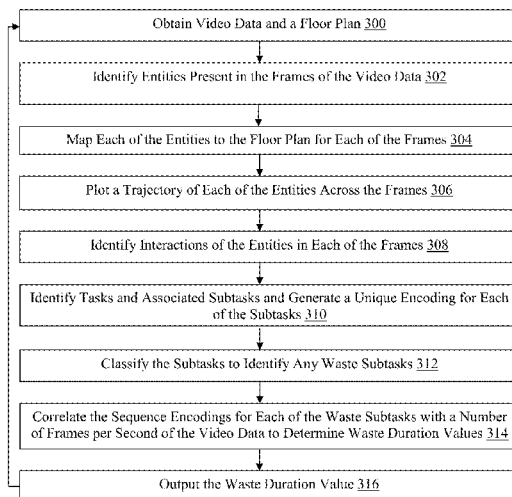 Obtain Video Data and a Floor Plan 300
Identify Entities Present in the Frames of the Video Data 302
Map Each of the Entities to the Floor Plan for Each of the Frames 304
Plot a Trajectory of Each of the Entities Across the Frames 306
Identify Interactions of the Entities in Each of the Frames 308
Identify Tasks and Associated Subtasks and Generate a Unique Encoding for Each
of the Subtasks 310
Classify the Subtasks to Identify Any Waste Subtasks 312
Correlate the Sequence Encodings for Each of the Waste Subtasks with a Number
of Frames per Second of the Video Data to Determine Waste Duration Values 314
Output the Waste Duration Value 316